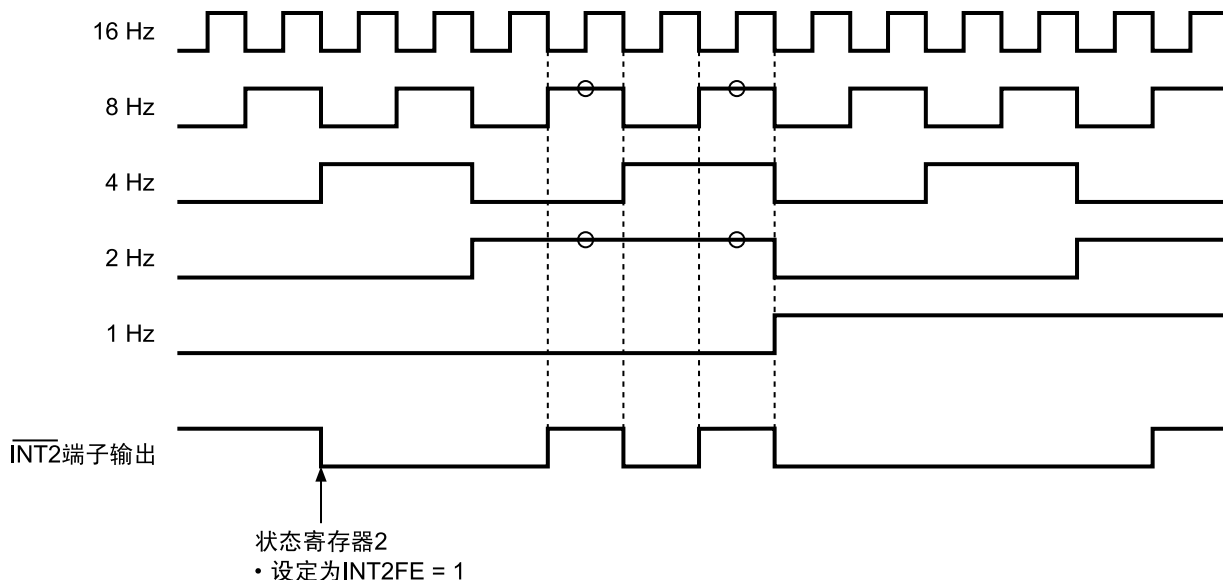 16 Hz
8 Hz
4 Hz
2 Hz
1 Hz
INT2端子输出
状态寄存器2
• 设定为INT2FE = 1